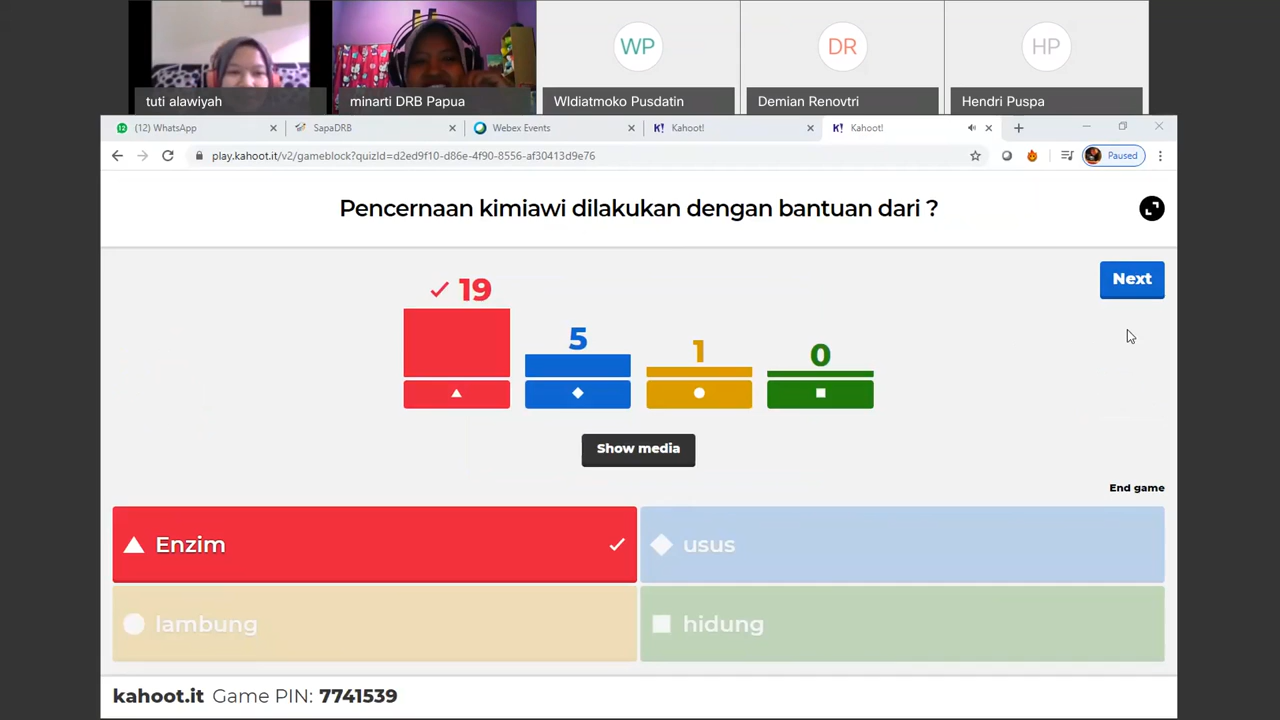 WP
DR
HP
tuti alawiyah
minarti DRB Papua
WIdiatmoko Pusdatin
Demian Renovtri
Hendri Puspa
(12) WhatsApp
SapaDRB
Webex Events
K! Kahoot!
K! Kahoot!
play.kahoot.it/v2/gameblock?quizId=d2ed9f10-d86e-4f90-8556-af30413d9e76
Paused
Pencernaan kimiawi dilakukan dengan bantuan dari ?
Next
19
5
1
0
Show media
End game
Enzim
usus
lambung
hidung
kahoot.it Game PIN: 7741539